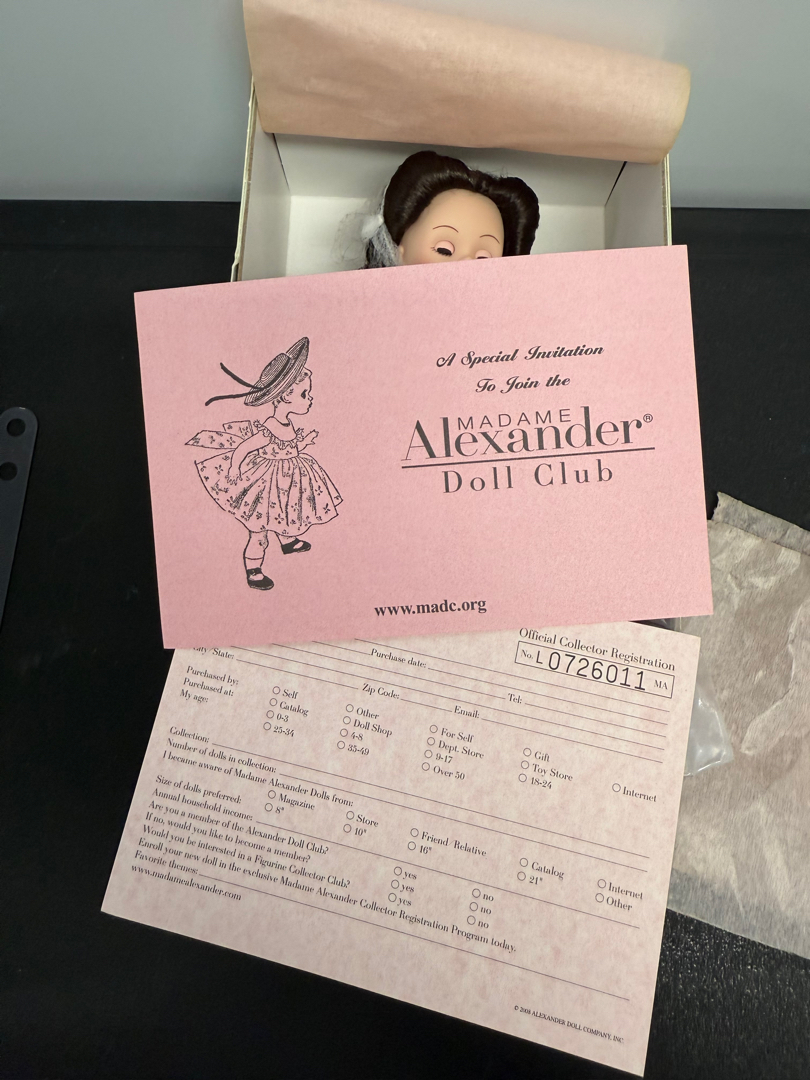 A Special Invitation
To Join the
MADAME
Alexander®
Doll Club
www.madc.org
Official Collector Registration
No. L0726011 MA
Purchase date:
State:
Tel:
Zip Code:
Email:
Purchased by:
○ Self ○ Other ○ For Self ○ Gift
Purchased at:
○ Catalog ○ Doll Shop ○ Dept. Store ○ Toy Store ○ Internet
My age:
○ 0-3 ○ 4-8 ○ 9-17 ○ 18-24
○ 25-34 ○ 35-49 ○ Over 50
Collection:
Number of dolls in collection:
I became aware of Madame Alexander Dolls from:
○ Magazine ○ Store ○ Friend/Relative ○ Catalog ○ Internet
Size of dolls preferred: ○ 8" ○ 10" ○ 16" ○ 21" ○ Other
Annual household income:
Are you a member of the Alexander Doll Club? ○ yes ○ no
If no, would you like to become a member? ○ yes ○ no
Would you be interested in a Figurine Collector Club? ○ yes ○ no
Enroll your new doll in the exclusive Madame Alexander Collector Registration Program today.
Favorite themes:
www.madamealexander.com
ALEXANDER DOLL COMPANY, INC